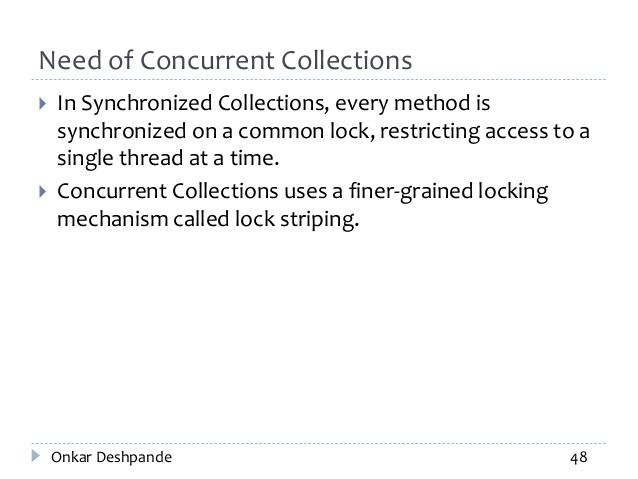 Need of Concurrent Collections
In Synchronized Collections, every method is
synchronized on a common lock, restricting access to a
single thread at a time.
Concurrent Collections uses a finer-grained locking
mechanism called lock striping.
Onkar Deshpande 48